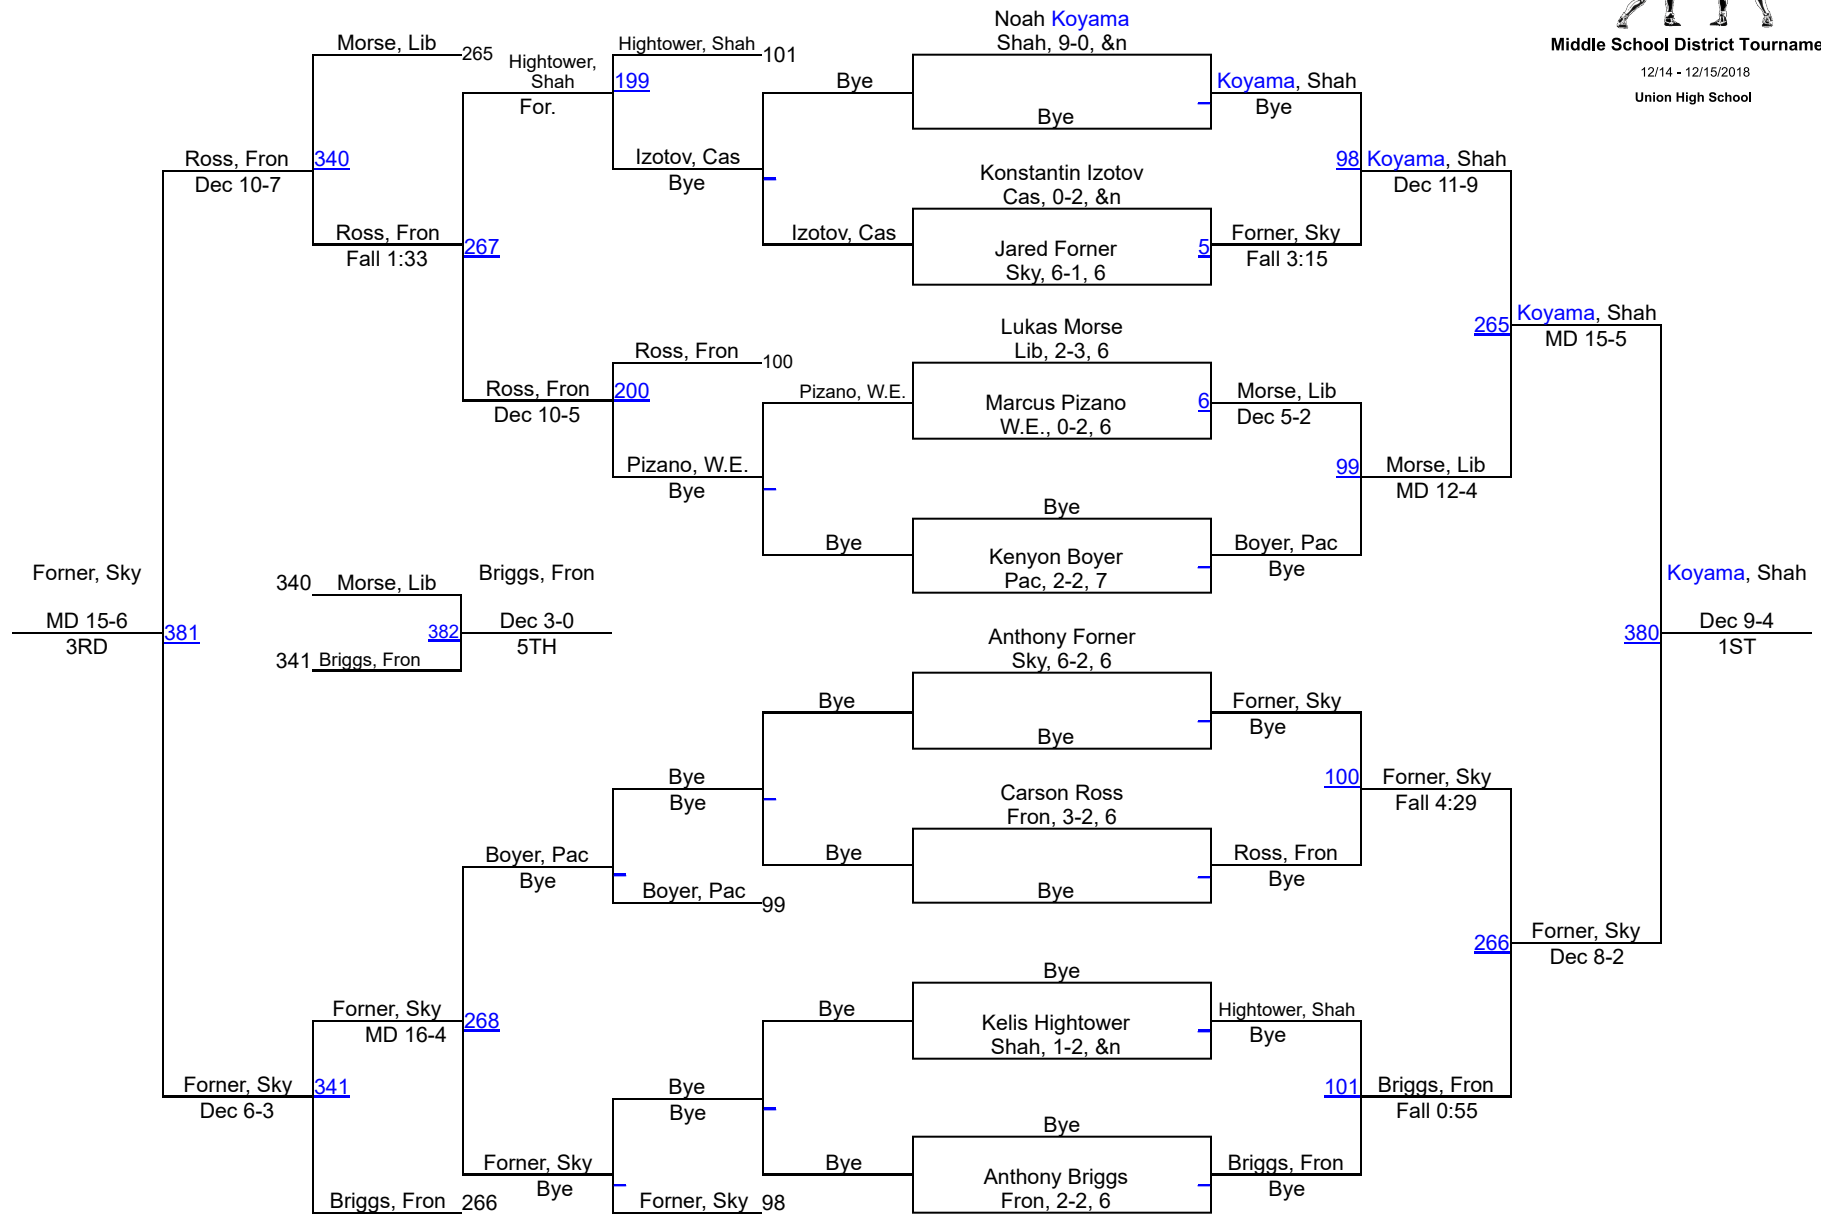 Noah Koyama
Shah, 9-0, &n
Middle School District Tourname
12/14 - 12/15/2018
Union High School
Morse, Lib
265
Hightower,
Shah
For.
Hightower, Shah
101
199
Bye
Bye
Koyama, Shah
Bye
Ross, Fron
Dec 10-7
340
Izotov, Cas
Bye
Konstantin Izotov
Cas, 0-2, &n
98
Koyama, Shah
Dec 11-9
Ross, Fron
Fall 1:33
267
Izotov, Cas
Jared Forner
Sky, 6-1, 6
5
Forner, Sky
Fall 3:15
Lukas Morse
Lib, 2-3, 6
265
Koyama, Shah
MD 15-5
Ross, Fron
100
Ross, Fron
Dec 10-5
200
Pizano, W.E.
Marcus Pizano
W.E., 0-2, 6
6
Morse, Lib
Dec 5-2
Pizano, W.E.
Bye
99
Morse, Lib
MD 12-4
Bye
Bye
Kenyon Boyer
Pac, 2-2, 7
Boyer, Pac
Bye
Forner, Sky
MD 15-6
3RD
381
340
Morse, Lib
341
Briggs, Fron
382
Briggs, Fron
Dec 3-0
5TH
Koyama, Shah
380
Dec 9-4
1ST
Anthony Forner
Sky, 6-2, 6
Bye
Bye
Forner, Sky
Bye
Bye
Bye
Carson Ross
Fron, 3-2, 6
100
Forner, Sky
Fall 4:29
Boyer, Pac
Bye
Bye
Bye
Ross, Fron
Bye
Boyer, Pac
99
266
Forner, Sky
Dec 8-2
Bye
Forner, Sky
MD 16-4
268
Bye
Kelis Hightower
Shah, 1-2, &n
Hightower, Shah
Bye
Forner, Sky
Dec 6-3
341
Bye
Bye
101
Briggs, Fron
Fall 0:55
Bye
Forner, Sky
Bye
Bye
Anthony Briggs
Fron, 2-2, 6
Briggs, Fron
Bye
Briggs, Fron
266
Forner, Sky
98